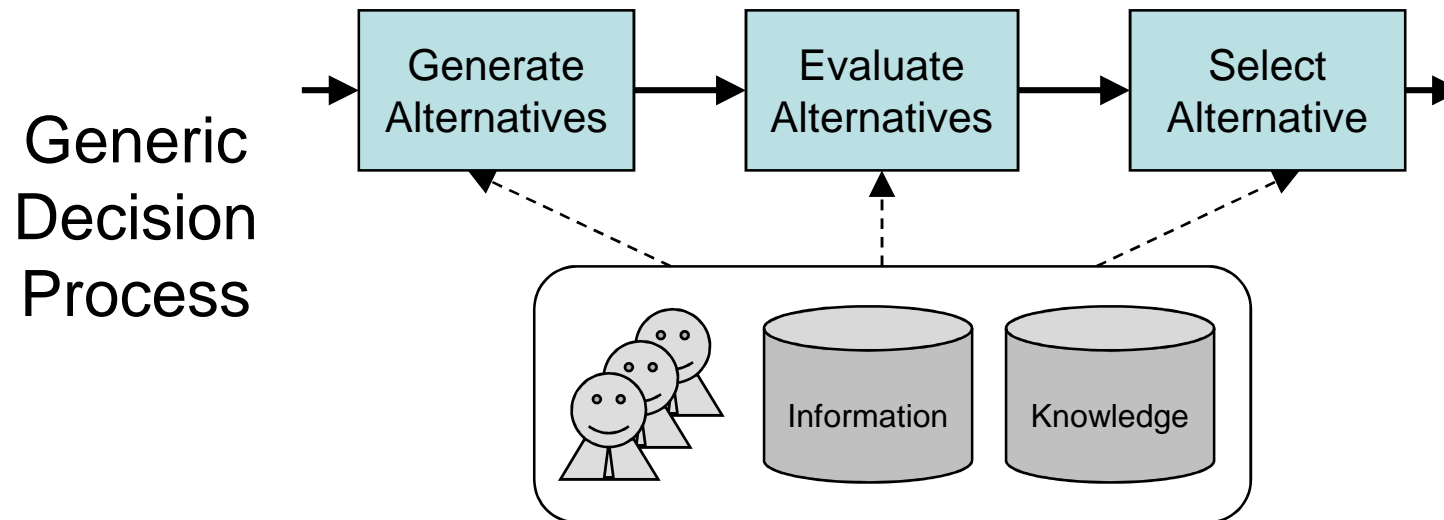 Generic
Decision
Process
Generate
Alternatives
Evaluate
Alternatives
Select
Alternative
Information
Knowledge